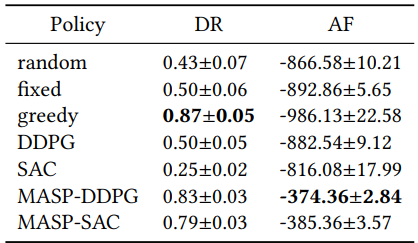 Policy DR AF
random 0.43±0.07 -866.58±10.21
fixed 0.50±0.06 -892.86±5.65
greedy 0.87±0.05 -986.13±22.58
DDPG 0.50±0.05 -882.54±9.12
SAC 0.25±0.02 -816.08±17.99
MASP-DDPG 0.83±0.03 -374.36±2.84
MASP-SAC 0.79±0.03 -385.36±3.57